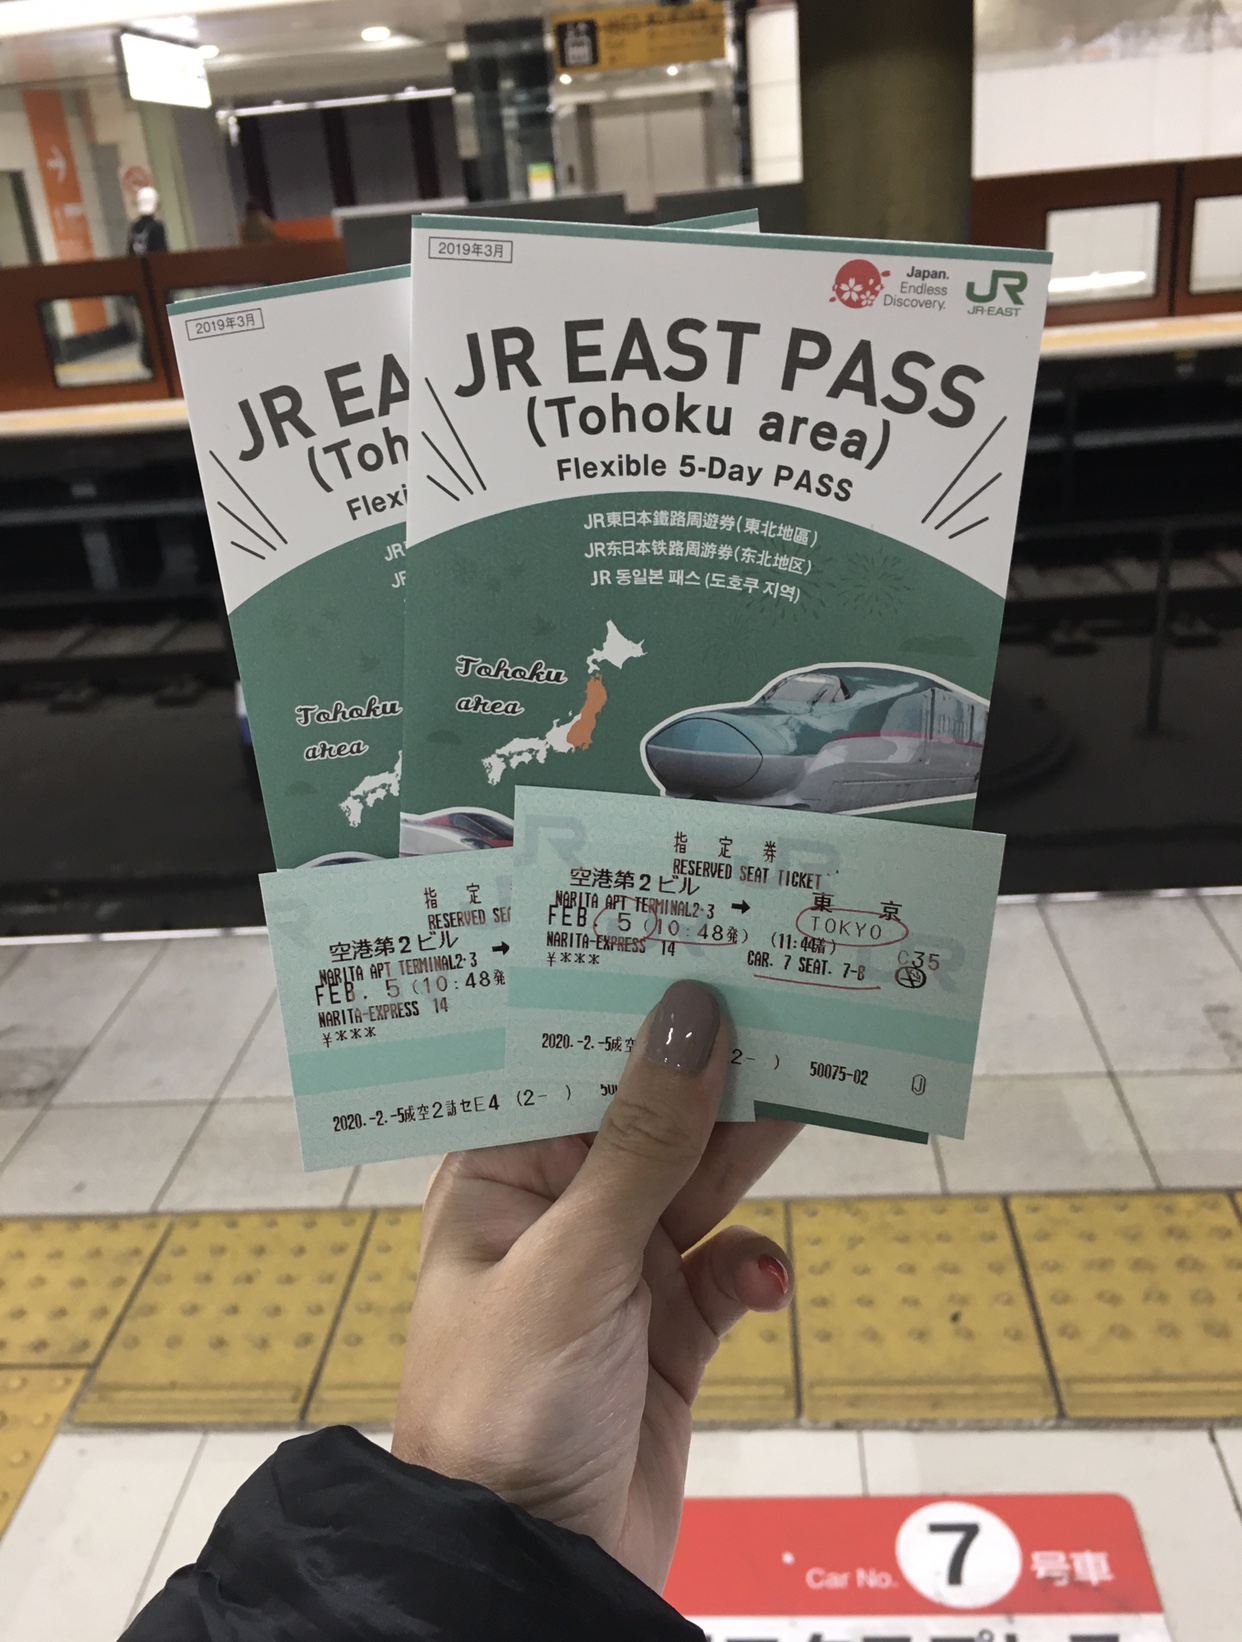 2019年3月
JR EA
(Toh
Flexi
JR
JR
Tohoku
area
2019年3月
Japan.
Endless
Discovery.
JR
JR-EAST
JR EAST PASS
(Tohoku area)
Flexible 5-Day PASS
JR東日本鐵路周遊券(東北地區)
JR东日本铁路周游券(东北地区)
JR 동일본 패스 (도호쿠 지역)
Tohoku
area
指 定
RESERVED SEA
空港第2ビル
NARITA APT TERMINAL2·3 →
FEB. 5 (10:48発
NARITA-EXPRESS 14
¥***
2020.-2.-5成空2訪セE4 (2- )
指 定 券
RESERVED SEAT TICKET
空港第2ビル → 東 京
NARITA APT TERMINAL2·3 TOKYO
FEB. 5 (10:48発) (11:44着) C35
NARITA-EXPRESS 14 CAR. 7 SEAT. 7-B
¥***
2020.-2.-5成空 2- ) 50075-02
Car No. 7 号車